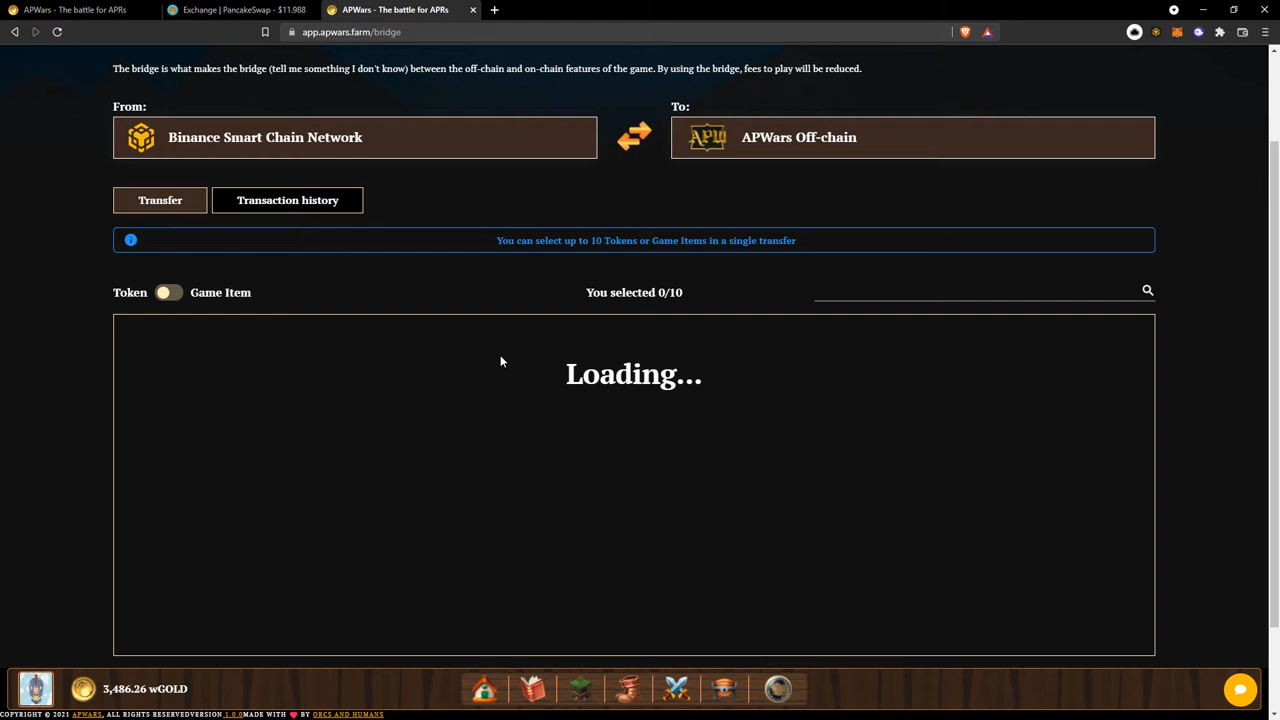 APWars - The battle for APRs
Exchange | PancakeSwap - $11.988
APWars - The battle for APRs
app.apwars.farm/bridge
The bridge is what makes the bridge (tell me something I don't know) between the off-chain and on-chain features of the game. By using the bridge, fees to play will be reduced.
From:
To:
Binance Smart Chain Network
APW
APWars Off-chain
Transfer
Transaction history
You can select up to 10 Tokens or Game Items in a single transfer
Token
Game Item
You selected 0/10
Loading...
3,486.26 wGOLD
COPYRIGHT © 2021 APWARS, ALL RIGHTS RESERVEDVERSION 1.0.0MADE WITH ❤ BY ORCS AND HUMANS